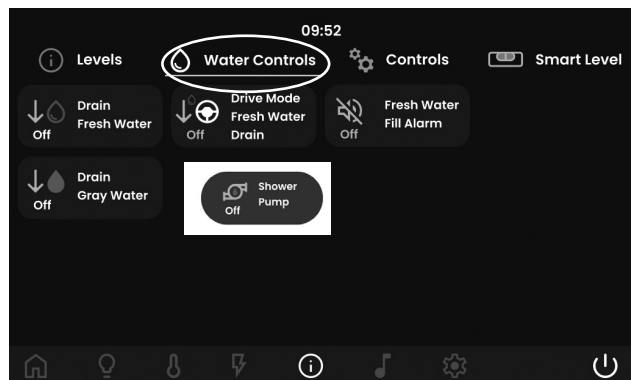 09:52
Levels
Water Controls
Controls
Smart Level
Drain
Fresh Water
Off
Drive Mode
Fresh Water
Drain
Off
Fresh Water
Fill Alarm
Off
Drain
Gray Water
Off
Shower
Pump
Off